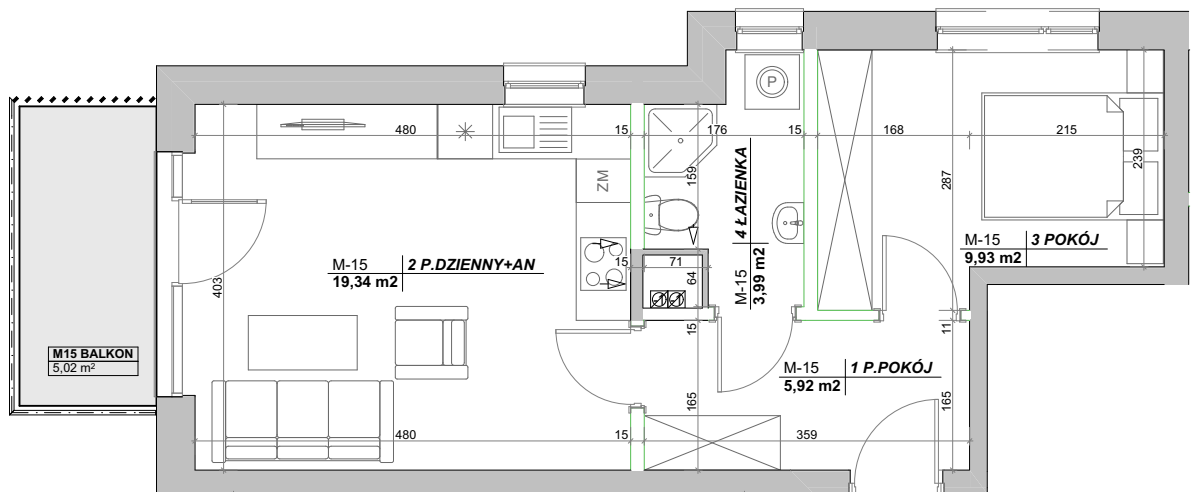 P
480
15
176
15
168
215
239
159
287
ZM
4 ŁAZIENKA
M-15
3,99 m2
M-15
3 POKÓJ
9,93 m2
M-15
2 P.DZIENNY+AN
19,34 m2
15
71
64
403
15
11
M15 BALKON
5,02 m²
M-15
1 P.POKÓJ
5,92 m2
165
165
480
15
359